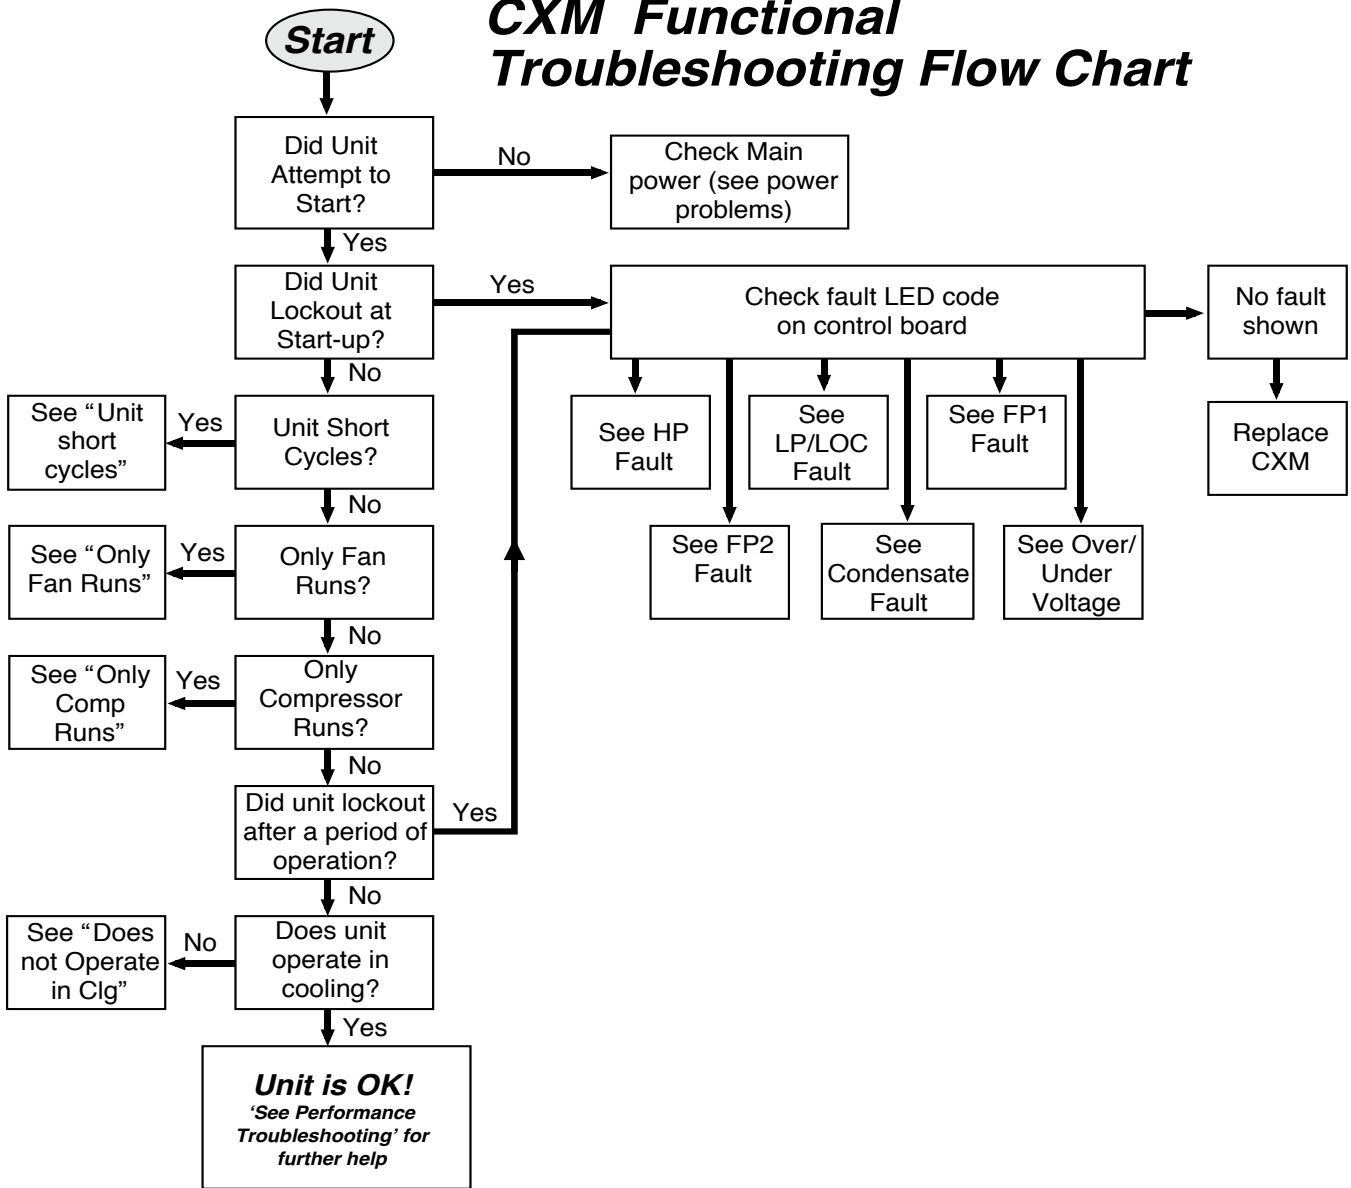 CXM Functional
Troubleshooting Flow Chart
Start
Did Unit
Attempt to
Start?
No
Check Main
power (see power
problems)
Yes
Did Unit
Lockout at
Start-up?
Yes
Check fault LED code
on control board
No fault
shown
Replace
CXM
No
See HP
Fault
See
LP/LOC
Fault
See FP1
Fault
See FP2
Fault
See
Condensate
Fault
See Over/
Under
Voltage
Unit Short
Cycles?
Yes
See “Unit
short
cycles”
No
Only Fan
Runs?
Yes
See “Only
Fan Runs”
No
Only
Compressor
Runs?
Yes
See “Only
Comp
Runs”
No
Did unit lockout
after a period of
operation?
Yes
No
Does unit
operate in
cooling?
No
See “Does
not Operate
in Clg”
Yes
Unit is OK!
‘See Performance
Troubleshooting’ for
further help